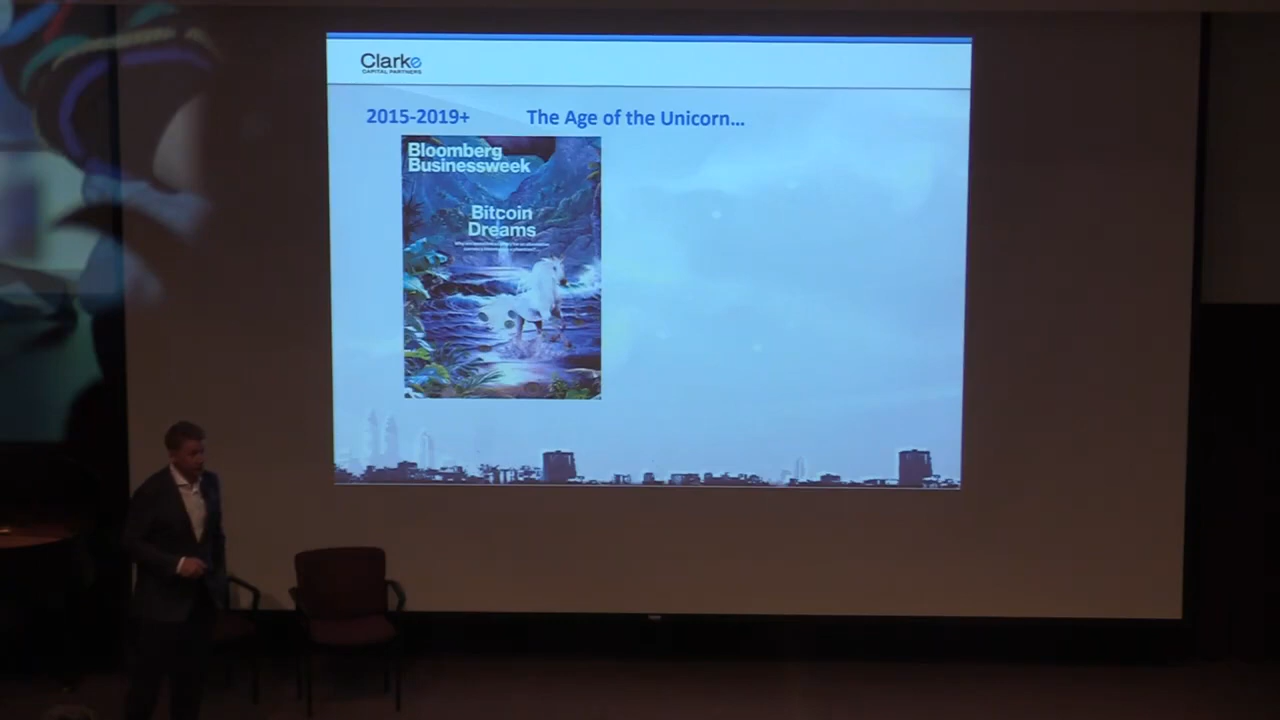 Clarke
CAPITAL PARTNERS
2015-2019+ The Age of the Unicorn…
Bloomberg
Businessweek
Bitcoin
Dreams